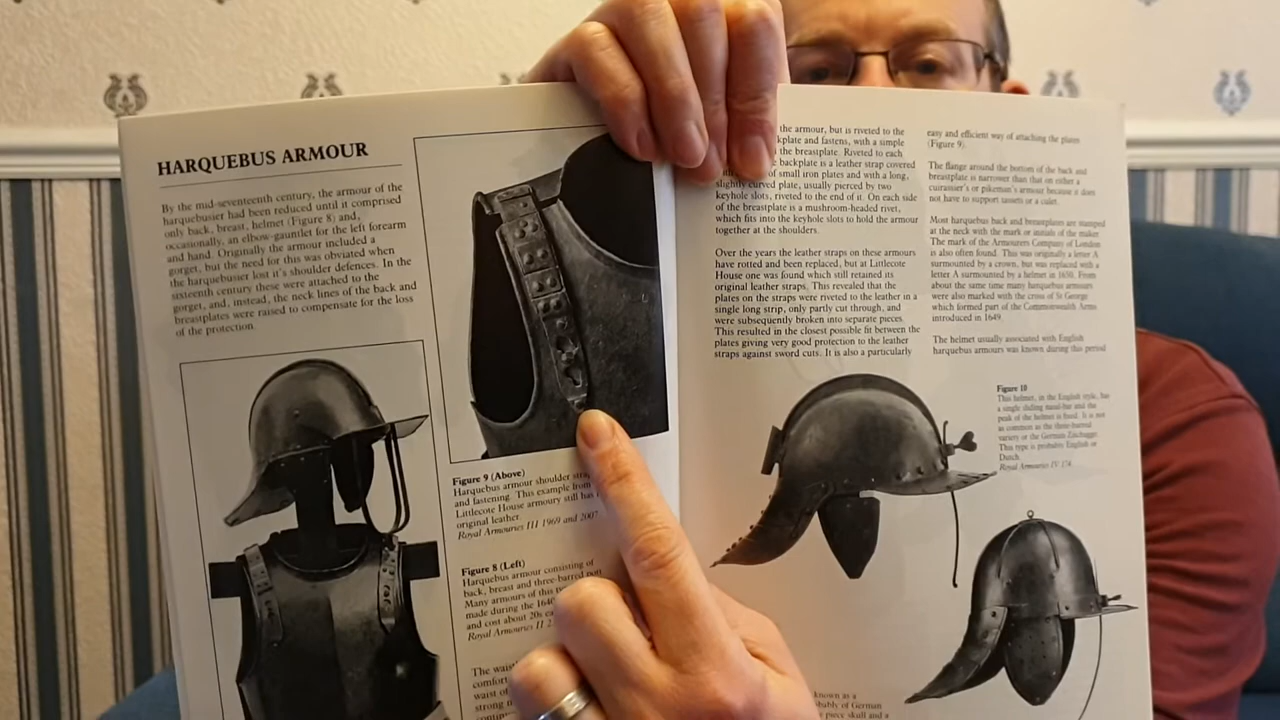 HARQUEBUS ARMOUR
By the mid-seventeenth century, the armour of the
harquebusier had been reduced until it comprised
only back, breast, helmet (Figure 8) and,
occasionally, an elbow-gauntlet for the left forearm
and hand. Originally the armour included a
gorget, but the need for this was obviated when
the harquebusier lost it's shoulder defences. In the
sixteenth century these were attached to the
gorget, and, instead, the neck lines of the back and
breastplates were raised to compensate for the loss
of the protection.
Figure 9 (Above)
Harquebus armour shoulder
and fastening. This example from
Littlecote House armoury still has
original leather.
Royal Armouries III 1969 and 2007
Figure 8 (Left)
Harquebus armour consisting of
back, breast and three-barred pot
Many armours of this
made during the
and cost about 20s
Royal Armouries II
The
waist of
strong
the armour, but is riveted to the
and fastens, with a simple
the breastplate. Riveted to each
backplate is a leather strap covered
of small iron plates and with a long,
slightly curved plate, usually pierced by two
keyhole slots, riveted to the end of it. On each side
of the breastplate is a mushroom-headed rivet,
which fits into the keyhole slots to hold the armour
together at the shoulders.
Over the years the leather straps on these armours
have rotted and been replaced, but at Littlecote
House one was found which still retained its
original leather straps. This revealed that the
plates on the straps were riveted to the leather in a
single long strip, only partly cut through, and
were subsequently broken into separate pieces.
This resulted in the closest possible fit between the
plates giving very good protection to the leather
straps against sword cuts. It is also a particularly
easy and efficient way of attaching the plates
(Figure 9).
The flange around the bottom of the back and
breastplate is narrower than that on either a
cuirassier's or pikeman's armour because it does
not have to support tassets or a culet.
Most harquebus back and breastplates are stamped
at the neck with the mark or initials of the maker.
The mark of the Armourers Company of London
is also often found. This was originally a letter A
surmounted by a crown, but was replaced with a
letter A surmounted by a helmet in 1650. From
about the same time many harquebus armours
were also marked with the cross of St George
which formed part of the Commonwealth Arms
introduced in 1649.
The helmet usually associated with English
harquebus armours was known during this period
Figure 10
This helmet, in the English style, has
a single sliding nasal-bar and the
peak of the helmet is fixed. It is not
as common as the three-barred
variety or the German Zischagge.
This type is probably English or
Dutch.
Royal Armouries IV 174
known as a
of German
piece skull and a